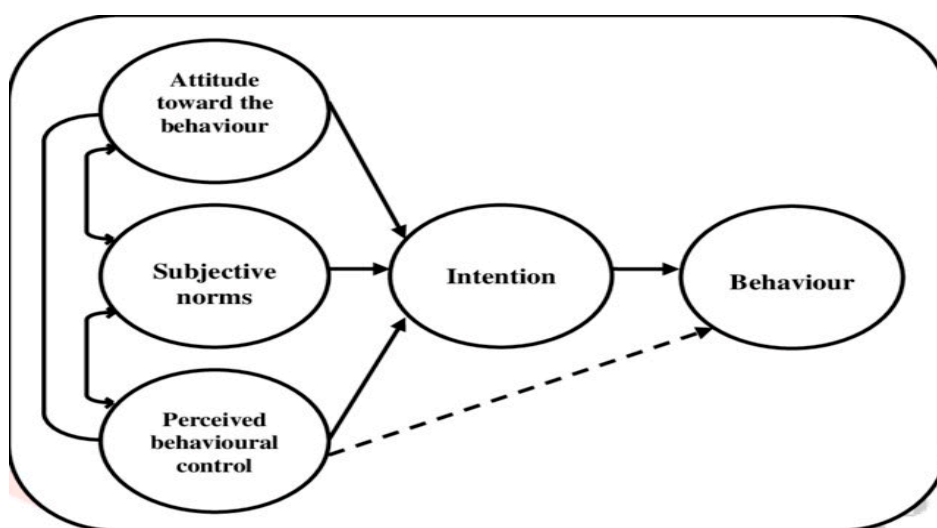 Attitude
toward the
behaviour
Subjective
norms
Perceived
behavioural
control
Intention
Behaviour